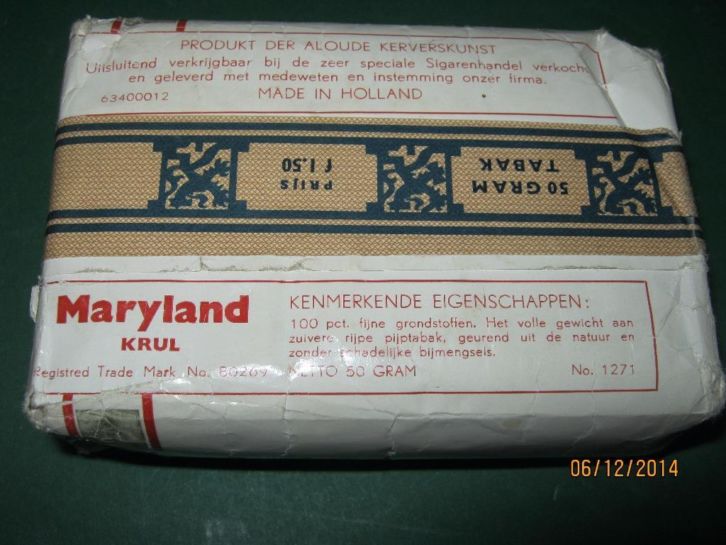 PRODUKT DER ALOUDE KERVERSKUNST
Uitsluitend verkrijgbaar bij de zeer speciale Sigarenhandel verkocht
en geleverd met medeweten en instemming onzer firma.
63400012 MADE IN HOLLAND
50 GRAM
TABAK
PRIJS
f 1.50
Maryland
KRUL
KENMERKENDE EIGENSCHAPPEN:
100 pct. fijne grondstoffen. Het volle gewicht aan
zuivere rijpe pijptabak, geurend uit de natuur en
zonder schadelijke bijmengsels.
Registred Trade Mark No. 80269 NETTO 50 GRAM No. 1271
06/12/2014